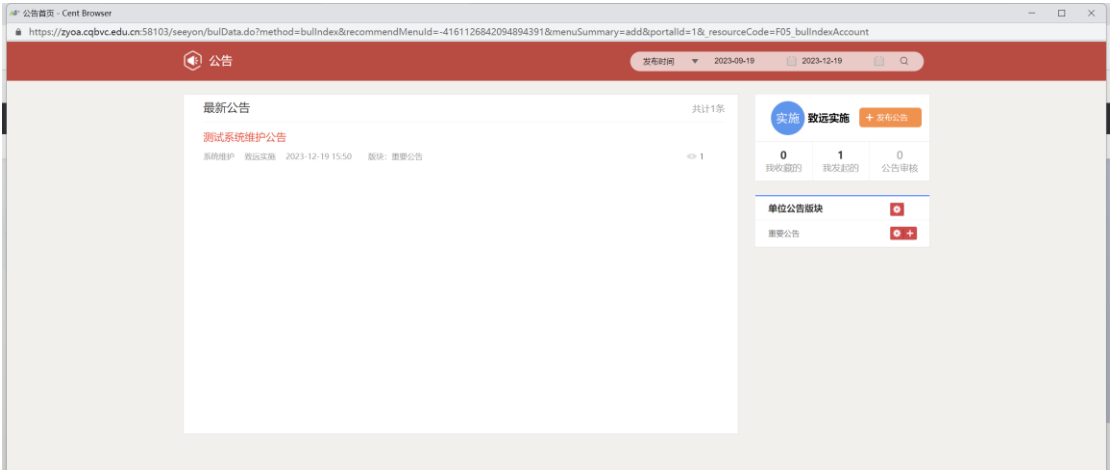 公告首页 - Cent Browser
https://zyoa.cqbvc.edu.cn:58103/seeyon/bulData.do?method=bulIndex&recommendMenuId=-4161126842094894391&menuSummary=add&portalId=1&_resourceCode=F05_bulIndexAccount
公告
发布时间 2023-09-19 2023-12-19
最新公告 共计1条
测试系统维护公告
系统维护 致远实施 2023-12-19 15:50 版块：重要公告 1
实施 致远实施 + 发布公告
0 1 0
我收藏的 我发起的 公告审核
单位公告版块
重要公告